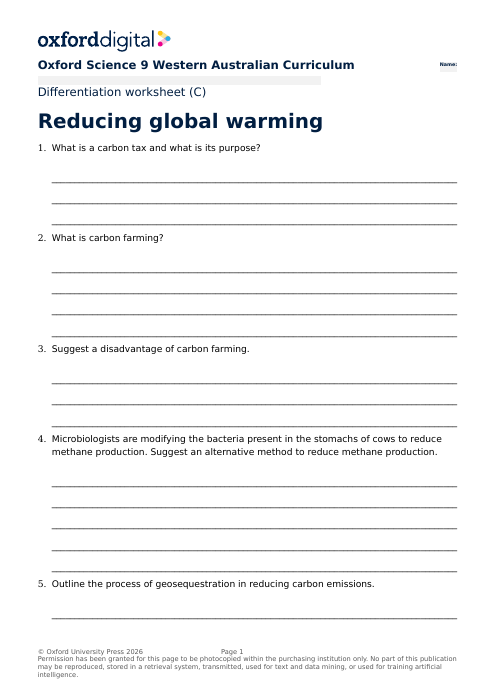 oxforddigital
Oxford Science 9 Western Australian Curriculum
Name:
Differentiation worksheet (C)
Reducing global warming
1. What is a carbon tax and what is its purpose?
2. What is carbon farming?
3. Suggest a disadvantage of carbon farming.
4. Microbiologists are modifying the bacteria present in the stomachs of cows to reduce
methane production. Suggest an alternative method to reduce methane production.
5. Outline the process of geosequestration in reducing carbon emissions.
© Oxford University Press 2026 Page 1
Permission has been granted for this page to be photocopied within the purchasing institution only. No part of this publication
may be reproduced, stored in a retrieval system, transmitted, used for text and data mining, or used for training artificial
intelligence.